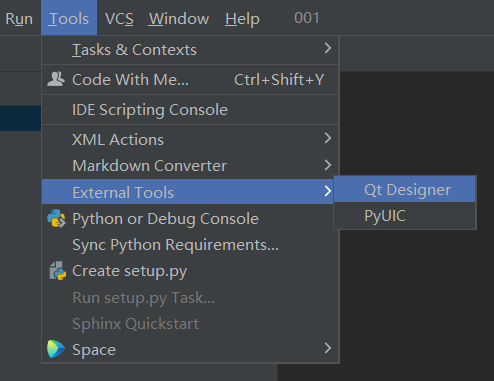 Run Tools VCS Window Help 001
Tasks & Contexts
Code With Me... Ctrl+Shift+Y
IDE Scripting Console
XML Actions
Markdown Converter
External Tools Qt Designer
Python or Debug Console PyUIC
Sync Python Requirements...
Create setup.py
Run setup.py Task...
Sphinx Quickstart
Space